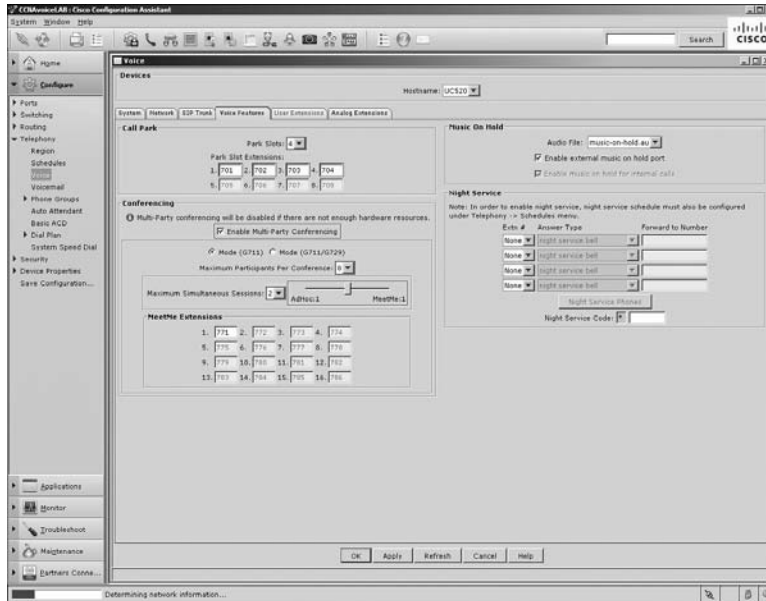 CCNAvoiceLAB : Cisco Configuration Assistant
System Window Help
Search
CISCO
Home
Configure
Ports
Switching
Routing
Telephony
Region
Schedules
Voice
Voicemail
Phone Groups
Auto Attendant
Basic ACD
Dial Plan
System Speed Dial
Security
Device Properties
Save Configuration...
Applications
Monitor
Troubleshoot
Maintenance
Partners Conne...
Voice
Devices
Hostname: UC520
System Network SIP Trunk Voice Features User Extensions Analog Extensions
Call Park
Park Slots: 4
Park Slot Extensions:
1. 701 2. 702 3. 703 4. 704
5. 705 6. 706 7. 707 8. 708
Conferencing
Multi-Party conferencing will be disabled if there are not enough hardware resources.
Enable Multi-Party Conferencing
Mode (G711) Mode (G711/G729)
Maximum Participants Per Conference: 8
Maximum Simultaneous Sessions: 2
AdHoc:1 MeetMe:1
MeetMe Extensions
1. 771 2. 772 3. 773 4. 774
5. 775 6. 776 7. 777 8. 778
9. 779 10. 780 11. 781 12. 782
13. 783 14. 784 15. 785 16. 786
Music On Hold
Audio File: music-on-hold.au
Enable external music on hold port
Enable music on hold for internal calls
Night Service
Note: In order to enable night service, night service schedule must also be configured
under Telephony -> Schedules menu.
Extn # Answer Type Forward to Number
None night service bell
None night service bell
None night service bell
None night service bell
Night Service Phones
Night Service Code: *
OK Apply Refresh Cancel Help
Determining network information...